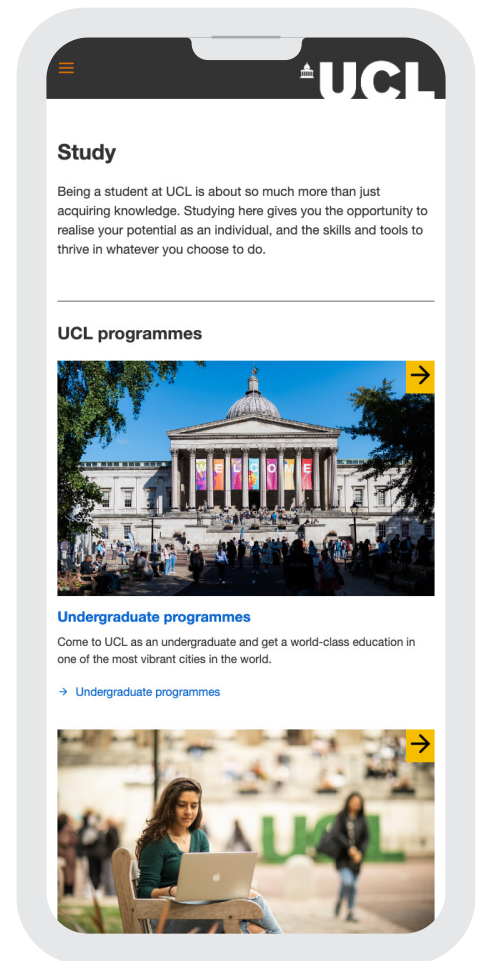 UCL
Study
Being a student at UCL is about so much more than just
acquiring knowledge. Studying here gives you the opportunity to
realise your potential as an individual, and the skills and tools to
thrive in whatever you choose to do.
UCL programmes
WELCOME
Undergraduate programmes
Come to UCL as an undergraduate and get a world-class education in
one of the most vibrant cities in the world.
→ Undergraduate programmes
UCL